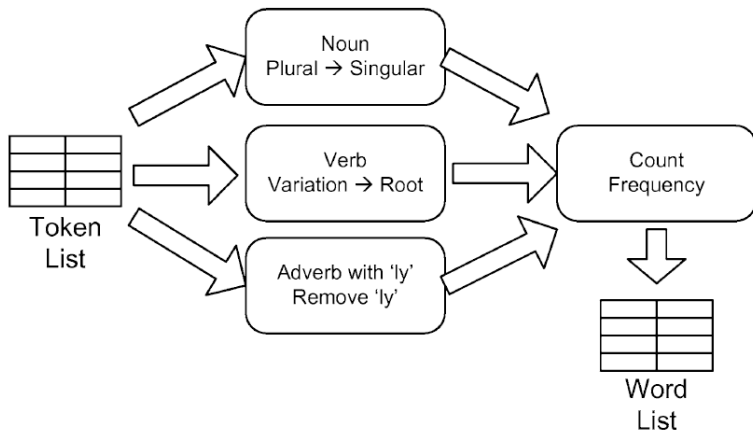 Noun
Plural → Singular
Verb
Variation → Root
Count
Frequency
Token
List
Adverb with ‘ly’
Remove ‘ly’
Word
List